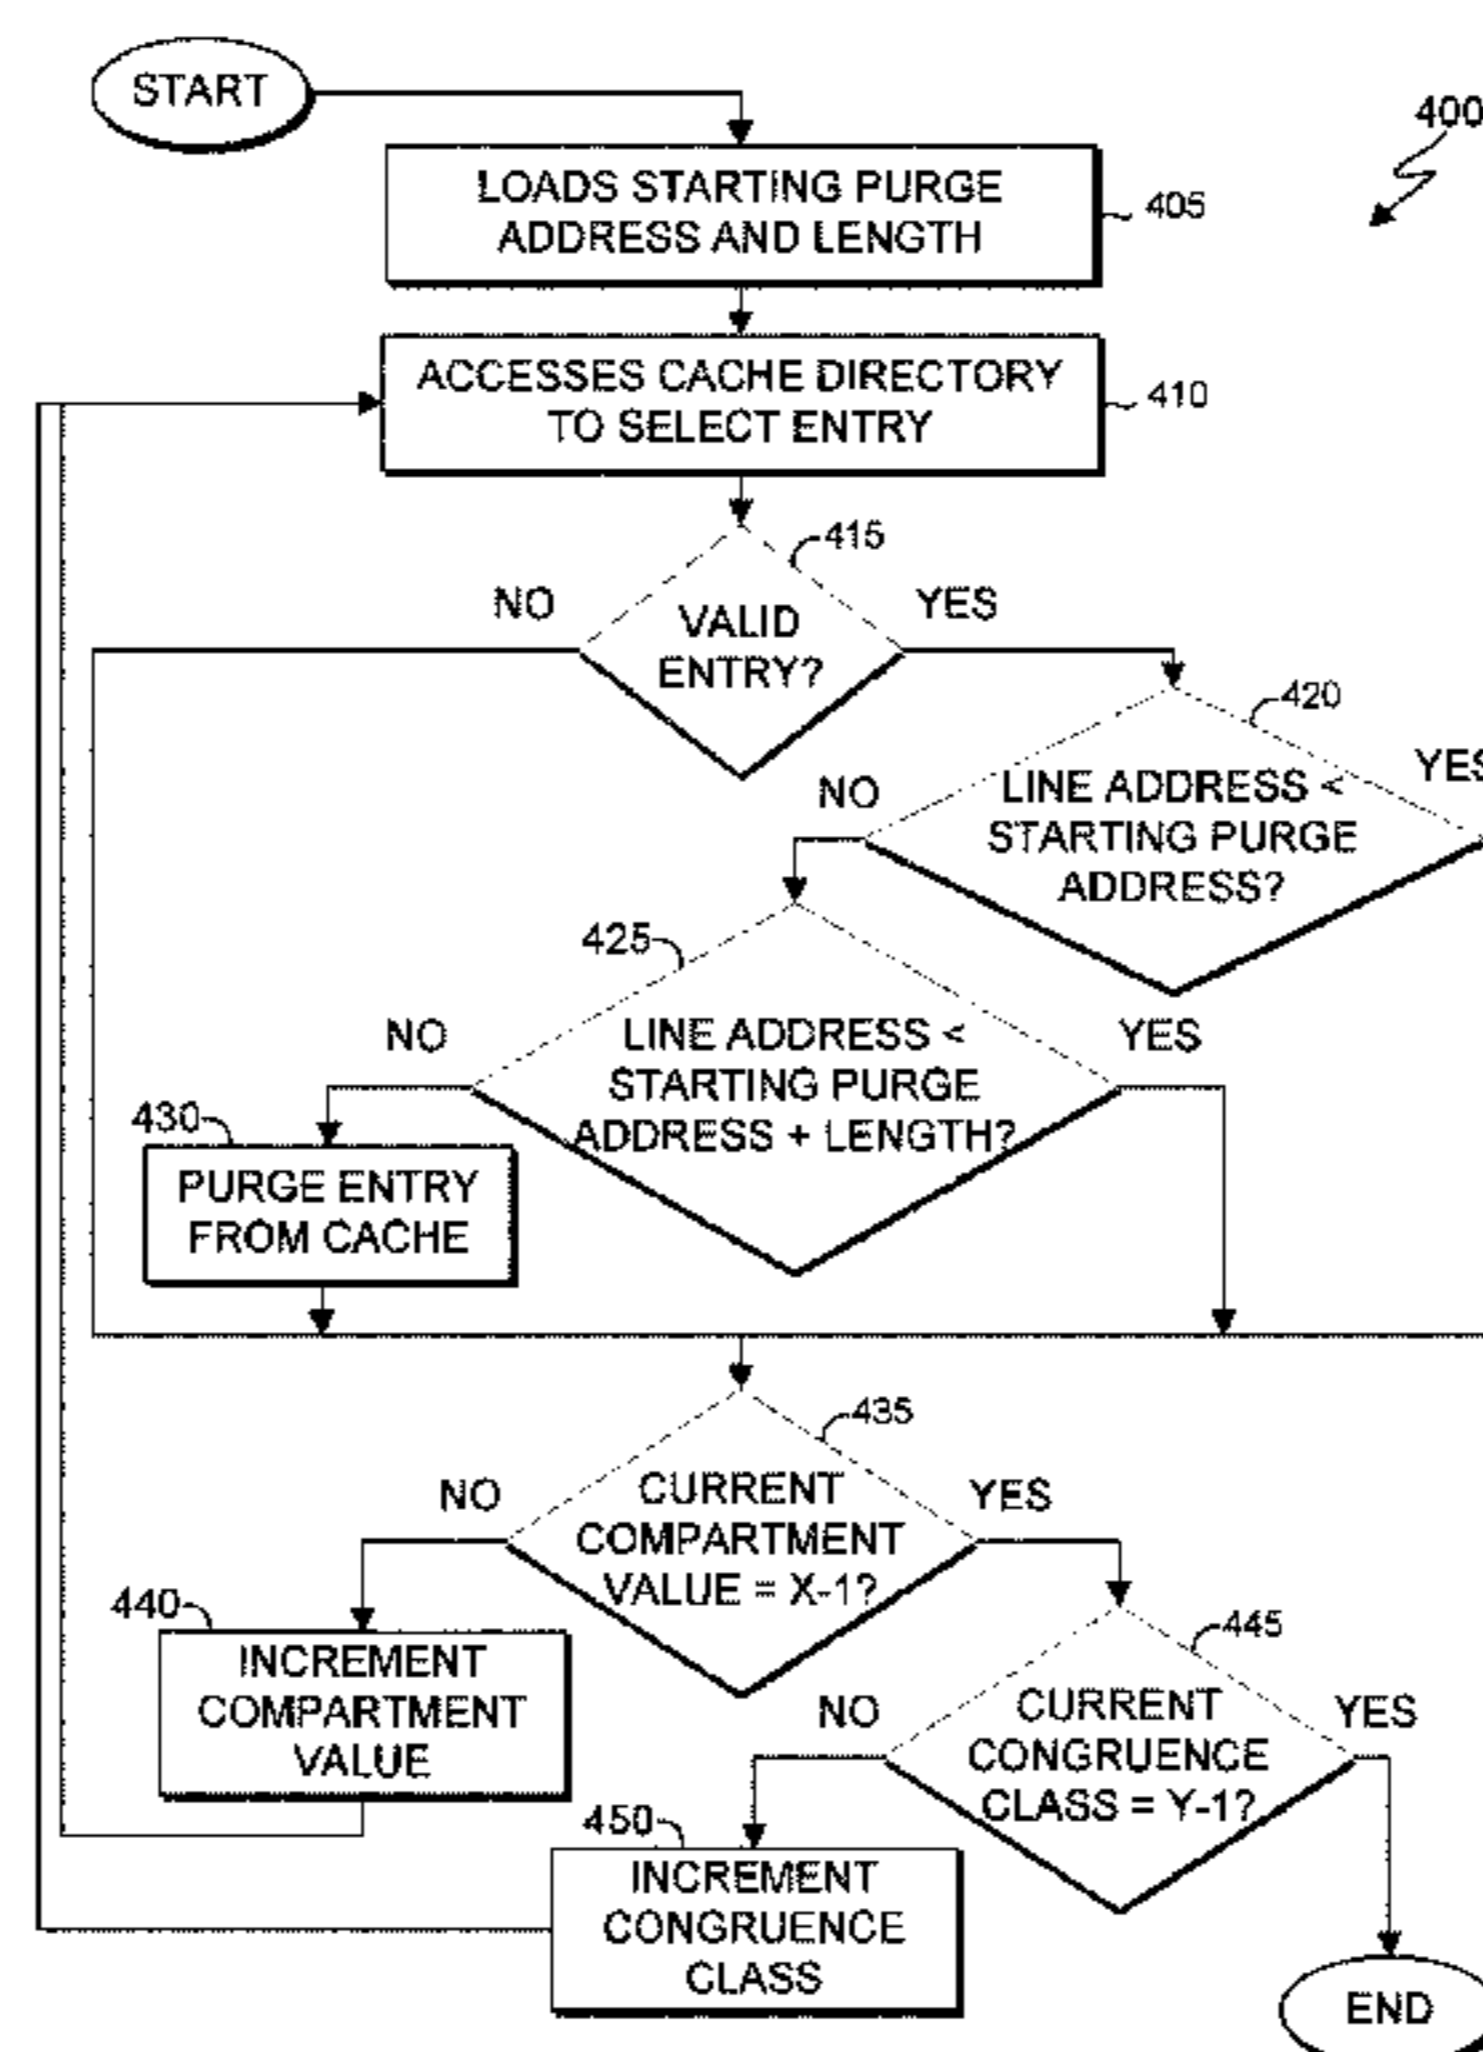 START
400
LOADS STARTING PURGE
ADDRESS AND LENGTH
405
ACCESSES CACHE DIRECTORY
TO SELECT ENTRY
410
415
NO
YES
VALID
ENTRY?
420
NO
YES
LINE ADDRESS <
STARTING PURGE
ADDRESS?
425
NO
YES
LINE ADDRESS <
STARTING PURGE
ADDRESS + LENGTH?
430
PURGE ENTRY
FROM CACHE
435
NO
YES
CURRENT
COMPARTMENT
VALUE = X-1?
440
INCREMENT
COMPARTMENT
VALUE
445
NO
YES
CURRENT
CONGRUENCE
CLASS = Y-1?
450
INCREMENT
CONGRUENCE
CLASS
END